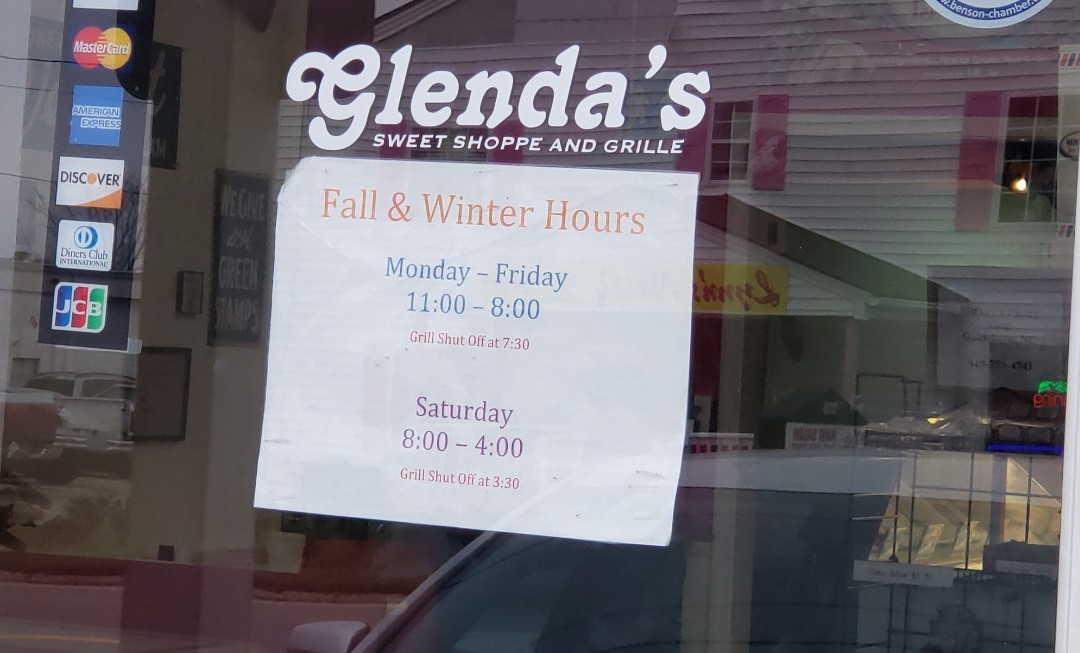 MasterCard
AMERICAN
EXPRESS
DISCOVER
Diners Club
INTERNATIONAL
JCB
WE GIVE
GREEN
STAMPS
www.benson-chamber.c
Glenda's
SWEET SHOPPE AND GRILLE
Fall & Winter Hours
Monday – Friday
11:00 – 8:00
Grill Shut Off at 7:30
Saturday
8:00 – 4:00
Grill Shut Off at 3:30